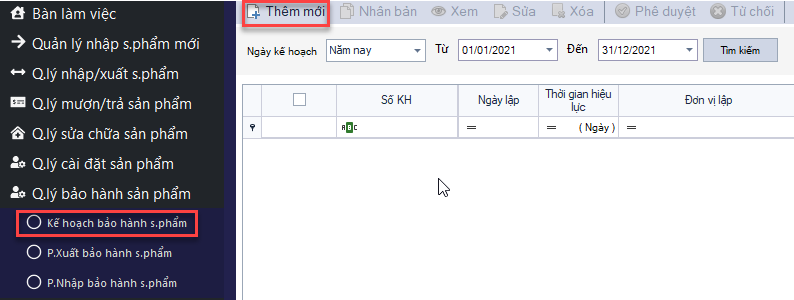 Bàn làm việc
Quản lý nhập s.phẩm mới
Q.lý nhập/xuất s.phẩm
Q.lý mượn/trả sản phẩm
Q.lý sửa chữa sản phẩm
Q.lý cài đặt sản phẩm
Q.lý bảo hành sản phẩm
Kế hoạch bảo hành s.phẩm
P.Xuất bảo hành s.phẩm
P.Nhập bảo hành s.phẩm
Thêm mới Nhân bản Xem Sửa Xóa Phê duyệt Từ chối
Ngày kế hoạch Năm nay Từ 01/01/2021 Đến 31/12/2021 Tìm kiếm
Số KH Ngày lập Thời gian hiệu lực Đơn vị lập
ABC = = ( Ngày ) =